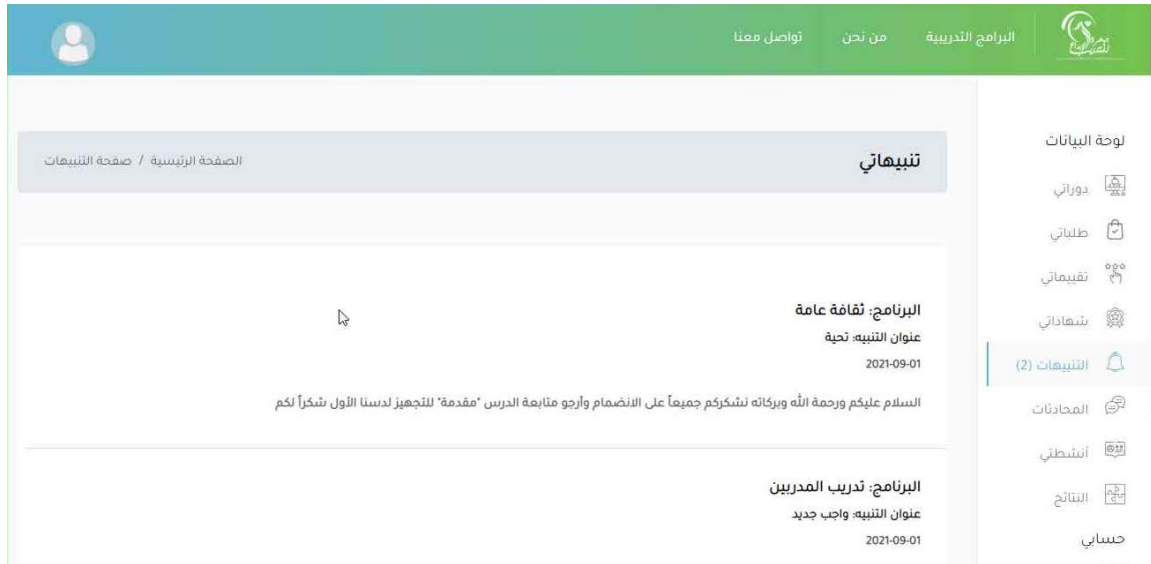 البرامج التدريبية
من نحن
تواصل معنا
لوحة البيانات
دوراتي
طلباتي
تقييماتي
شهاداتي
التنبيهات (2)
المحادثات
أنشطتي
النتائج
حسابي
تنبيهاتي
الصفحة الرئيسية / صفحة التنبيهات
البرنامج: ثقافة عامة
عنوان التنبيه: تحية
2021-09-01
السلام عليكم ورحمة الله وبركاته نشكركم جميعاً على الانضمام وأرجو متابعة الدرس "مقدمة" للتجهيز لدسنا الأول شكراً لكم
البرنامج: تدريب المدربين
عنوان التنبيه: واجب جديد
2021-09-01